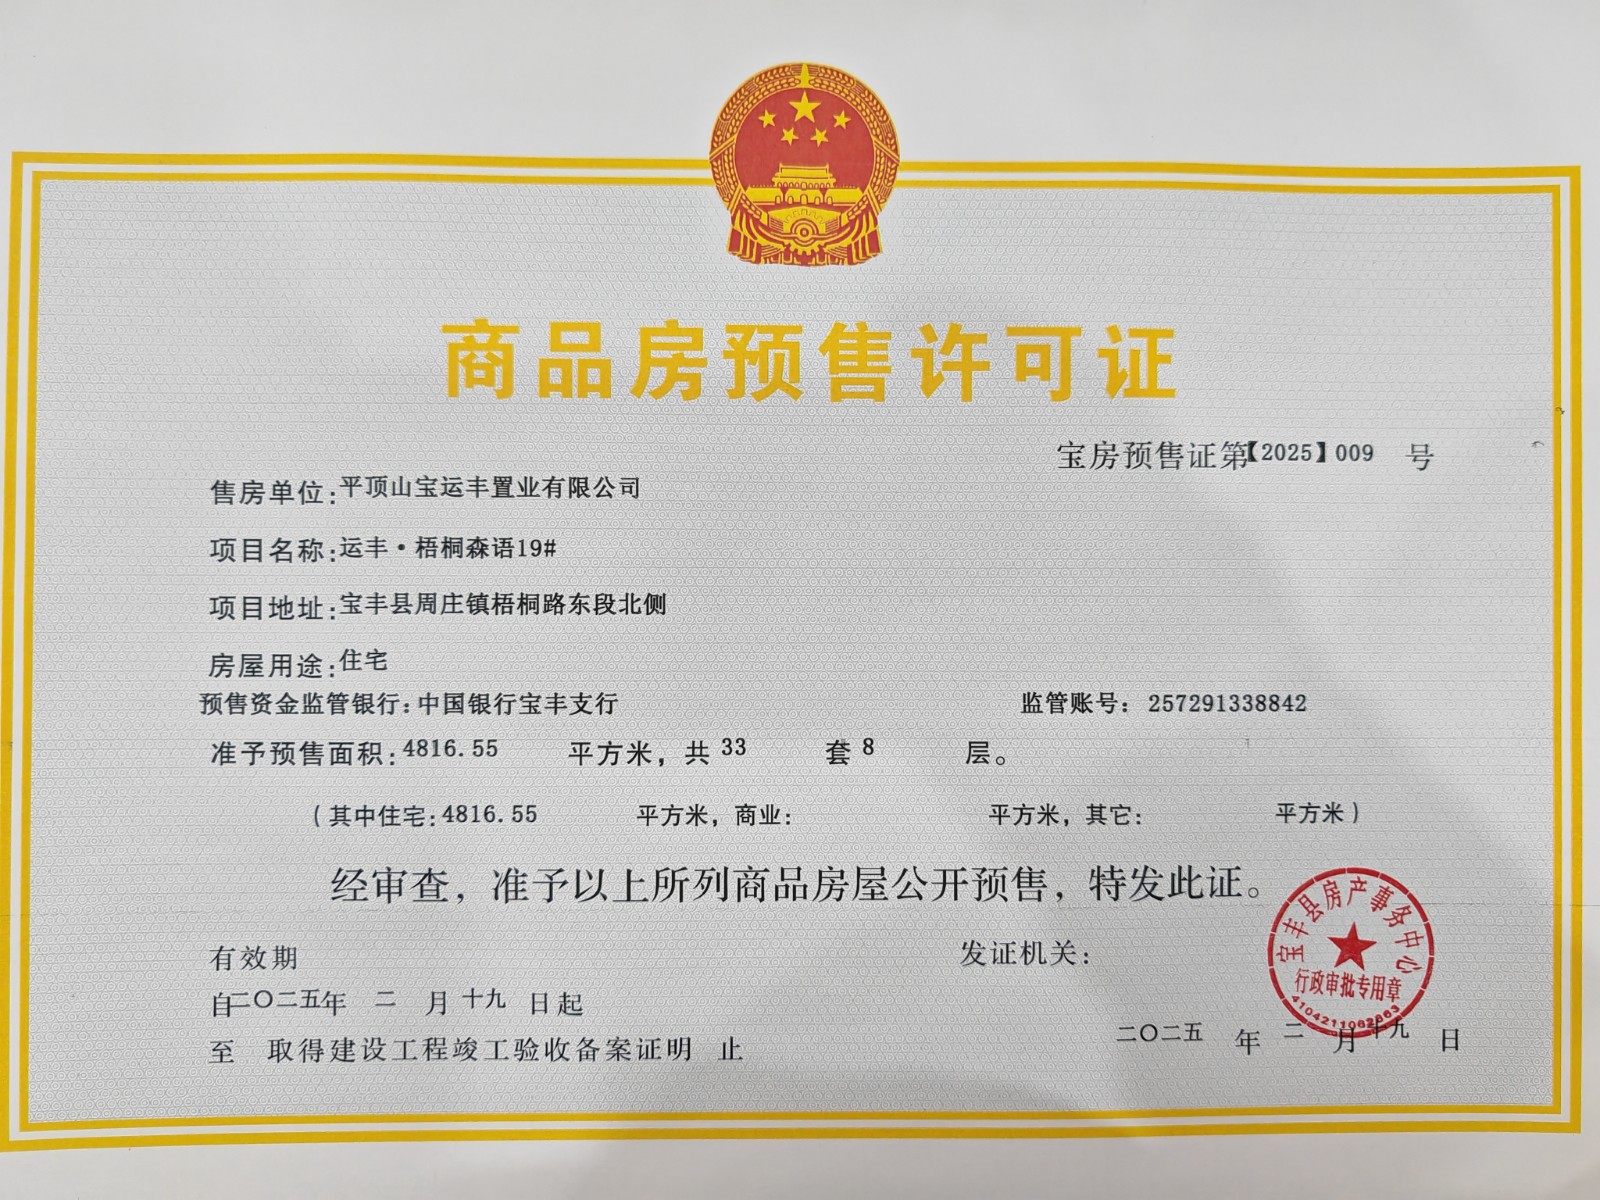 商品房预售许可证
宝房预售证第【2025】009 号
售房单位:平顶山宝运丰置业有限公司
项目名称:运丰·梧桐森语19#
项目地址:宝丰县周庄镇梧桐路东段北侧
房屋用途:住宅
预售资金监管银行:中国银行宝丰支行 监管账号: 257291338842
准予预售面积:4816.55 平方米, 共 33 套 8 层。
(其中住宅:4816.55 平方米, 商业: 平方米, 其它: 平方米)
经审查, 准予以上所列商品房屋公开预售, 特发此证。
有效期
发证机关:
宝丰县房产事务中心
行政审批专用章
自二〇二五年 二 月 十九 日起
至 取得建设工程竣工验收备案证明 止
二〇二五 年 二 月 十九 日